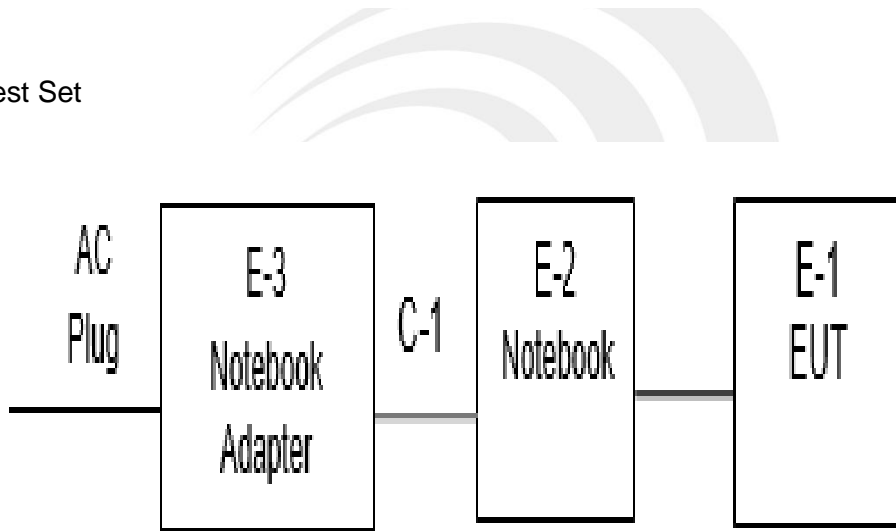 est Set
AC
Plug
E-3
Notebook
Adapter
C-1
E-2
Notebook
E-1
EUT